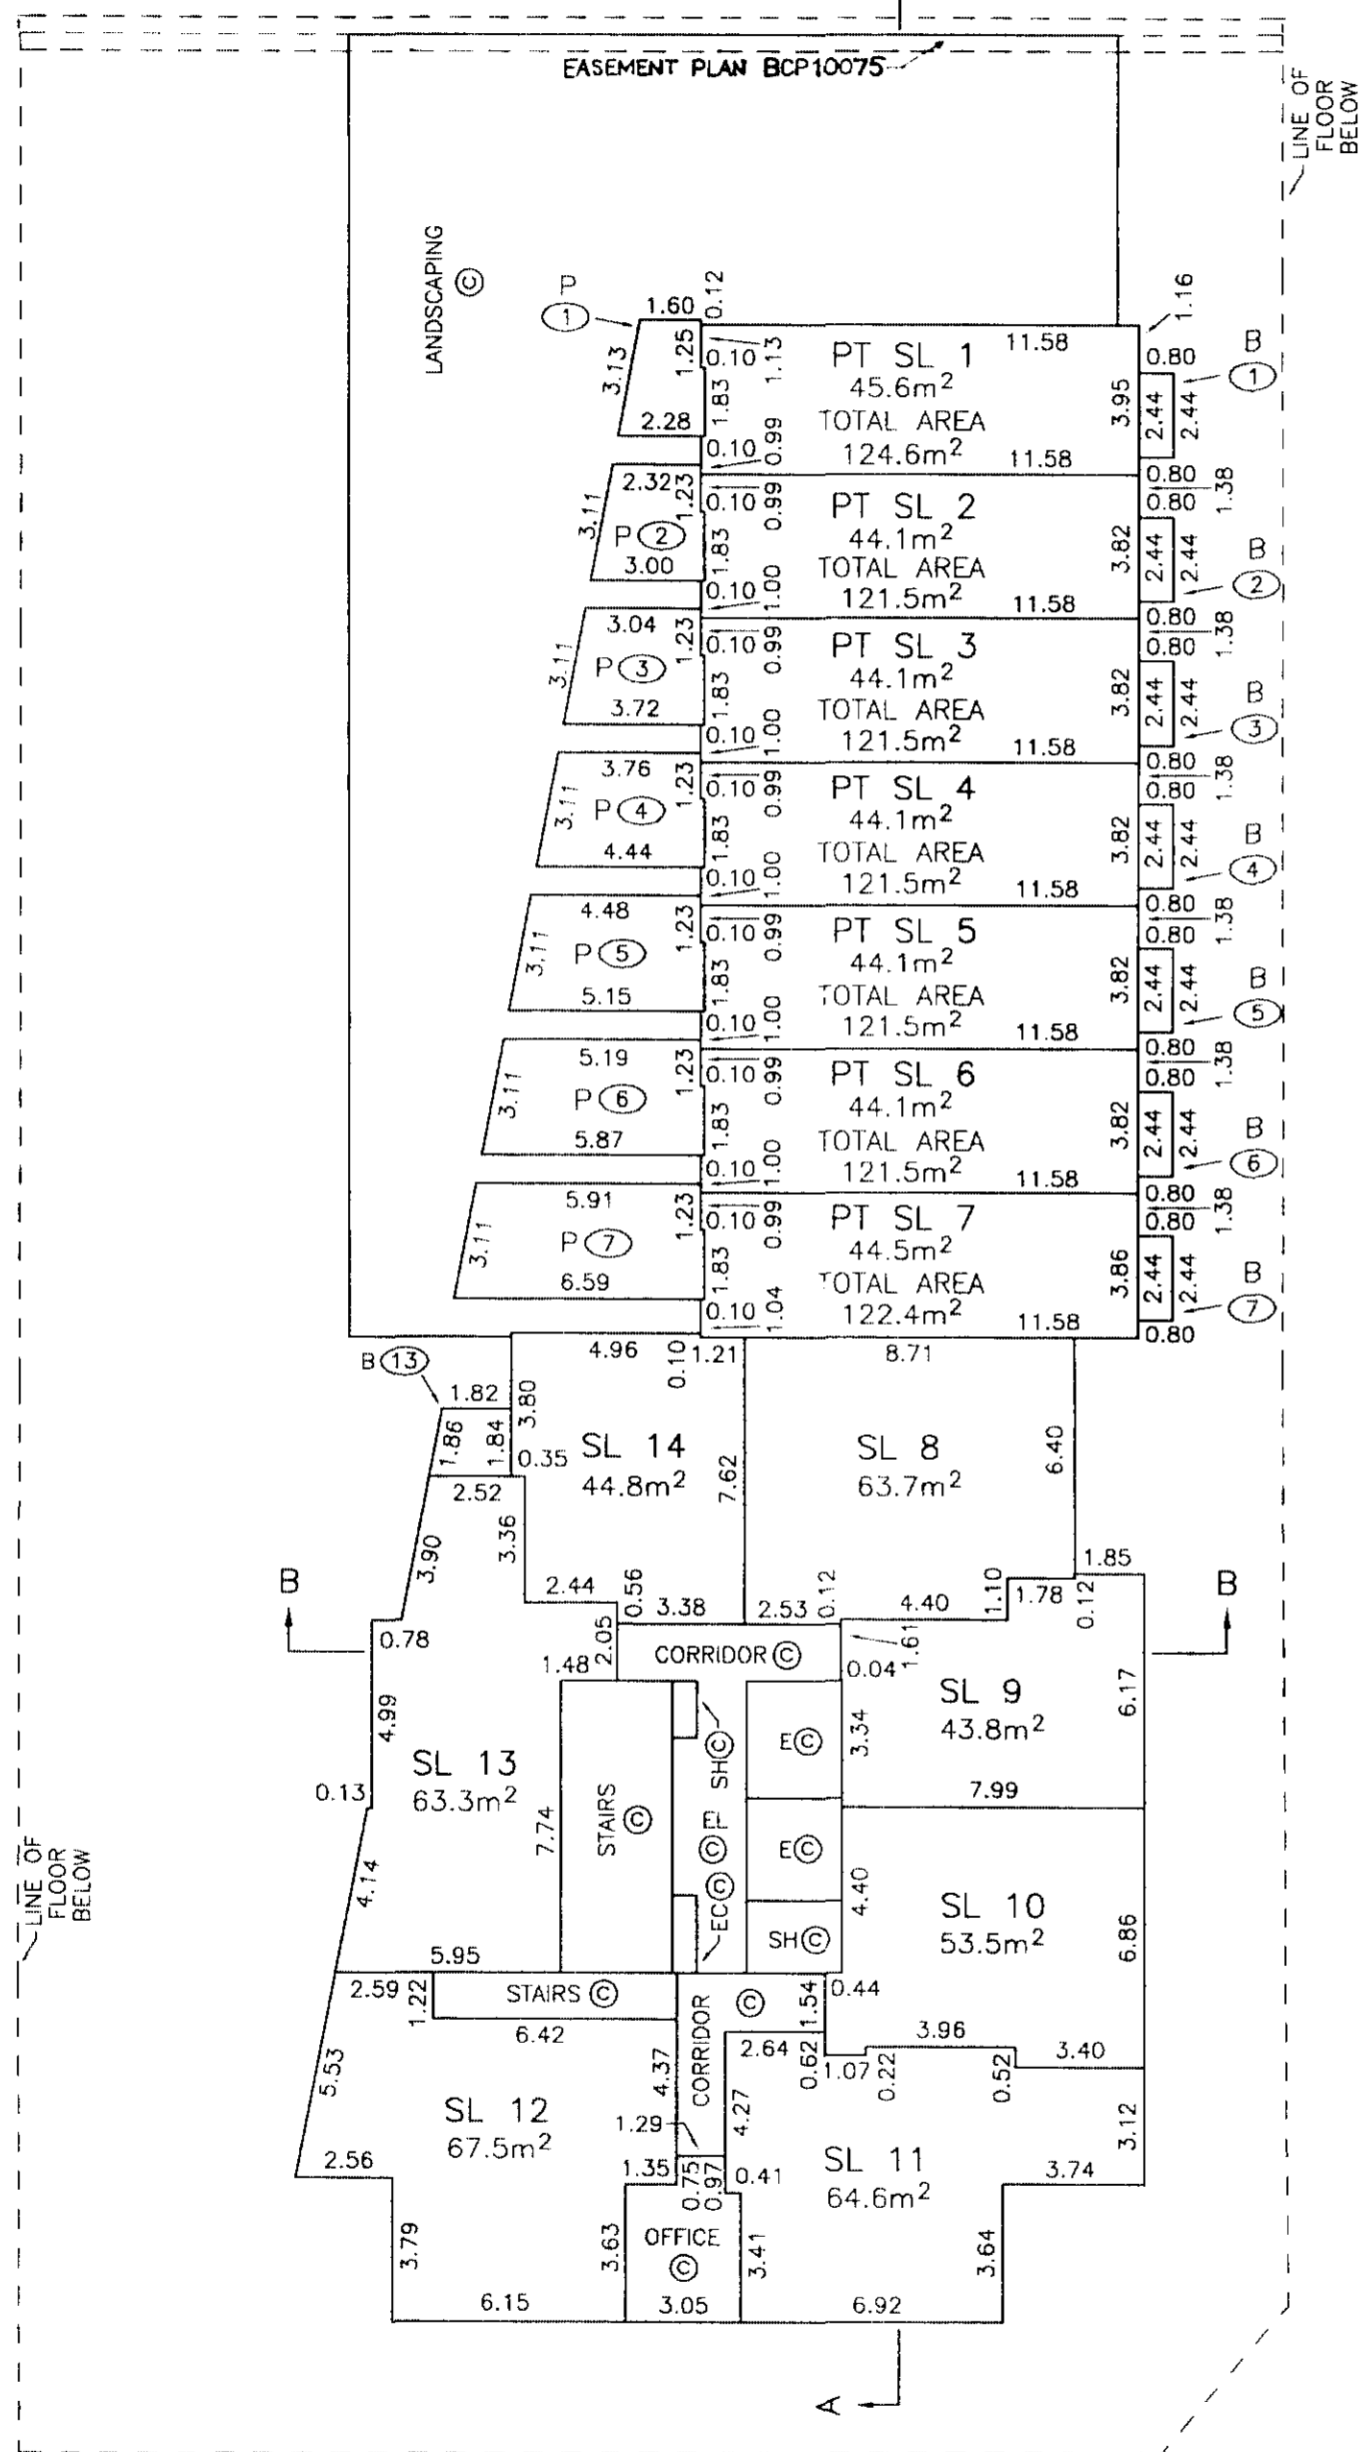 EASEMENT PLAN BCP10075
LINE OF
FLOOR
BELOW
LANDSCAPING
©
P
1
1.60
0.12
3.13
1.25
0.10
1.13
2.28
1.83
0.10
0.99
PT SL 1
45.6m²
TOTAL AREA
124.6m²
11.58
11.58
3.95
1.16
0.80
2.44
2.44
0.80
B
1
2.32
3.11
P 2
3.00
1.23
0.10
0.99
1.83
0.10
1.00
PT SL 2
44.1m²
TOTAL AREA
121.5m²
11.58
3.82
0.80
1.38
2.44
2.44
0.80
B
2
3.04
3.11
P 3
3.72
1.23
0.10
0.99
1.83
0.10
1.00
PT SL 3
44.1m²
TOTAL AREA
121.5m²
11.58
3.82
0.80
1.38
2.44
2.44
0.80
B
3
3.76
3.11
P 4
4.44
1.23
0.10
0.99
1.83
0.10
1.00
PT SL 4
44.1m²
TOTAL AREA
121.5m²
11.58
3.82
0.80
1.38
2.44
2.44
0.80
B
4
4.48
3.11
P 5
5.15
1.23
0.10
0.99
1.83
0.10
1.00
PT SL 5
44.1m²
TOTAL AREA
121.5m²
11.58
3.82
0.80
1.38
2.44
2.44
0.80
B
5
5.19
3.11
P 6
5.87
1.23
0.10
0.99
1.83
0.10
1.00
PT SL 6
44.1m²
TOTAL AREA
121.5m²
11.58
3.82
0.80
1.38
2.44
2.44
0.80
B
6
5.91
3.11
P 7
6.59
1.23
0.10
0.99
1.83
0.10
1.04
PT SL 7
44.5m²
TOTAL AREA
122.4m²
11.58
3.86
0.80
1.38
2.44
2.44
0.80
B
7
B 13
1.82
1.86
1.84
2.52
4.96
0.10
1.21
3.80
0.35
SL 14
44.8m²
7.62
3.36
2.44
0.56
3.38
8.71
SL 8
63.7m²
6.40
2.53
0.12
4.40
1.10
1.78
0.12
1.85
B
B
3.90
0.78
4.99
0.13
4.14
SL 13
63.3m²
1.48
2.05
7.74
5.95
CORRIDOR ©
STAIRS
©
SH©
EC© © EP
E©
E©
SH©
1.61
0.04
3.34
SL 9
43.8m²
6.17
7.99
4.40
SL 10
53.5m²
6.86
0.44
3.96
3.40
LINE OF
FLOOR
BELOW
2.59
1.22
STAIRS ©
6.42
5.53
SL 12
67.5m²
4.37
2.56
1.35
3.79
3.63
6.15
CORRIDOR
©
1.54
2.64
0.62
1.07
0.22
0.52
1.29
4.27
0.75
0.97
0.41
SL 11
64.6m²
3.12
3.74
3.64
3.41
6.92
OFFICE
©
3.05
A